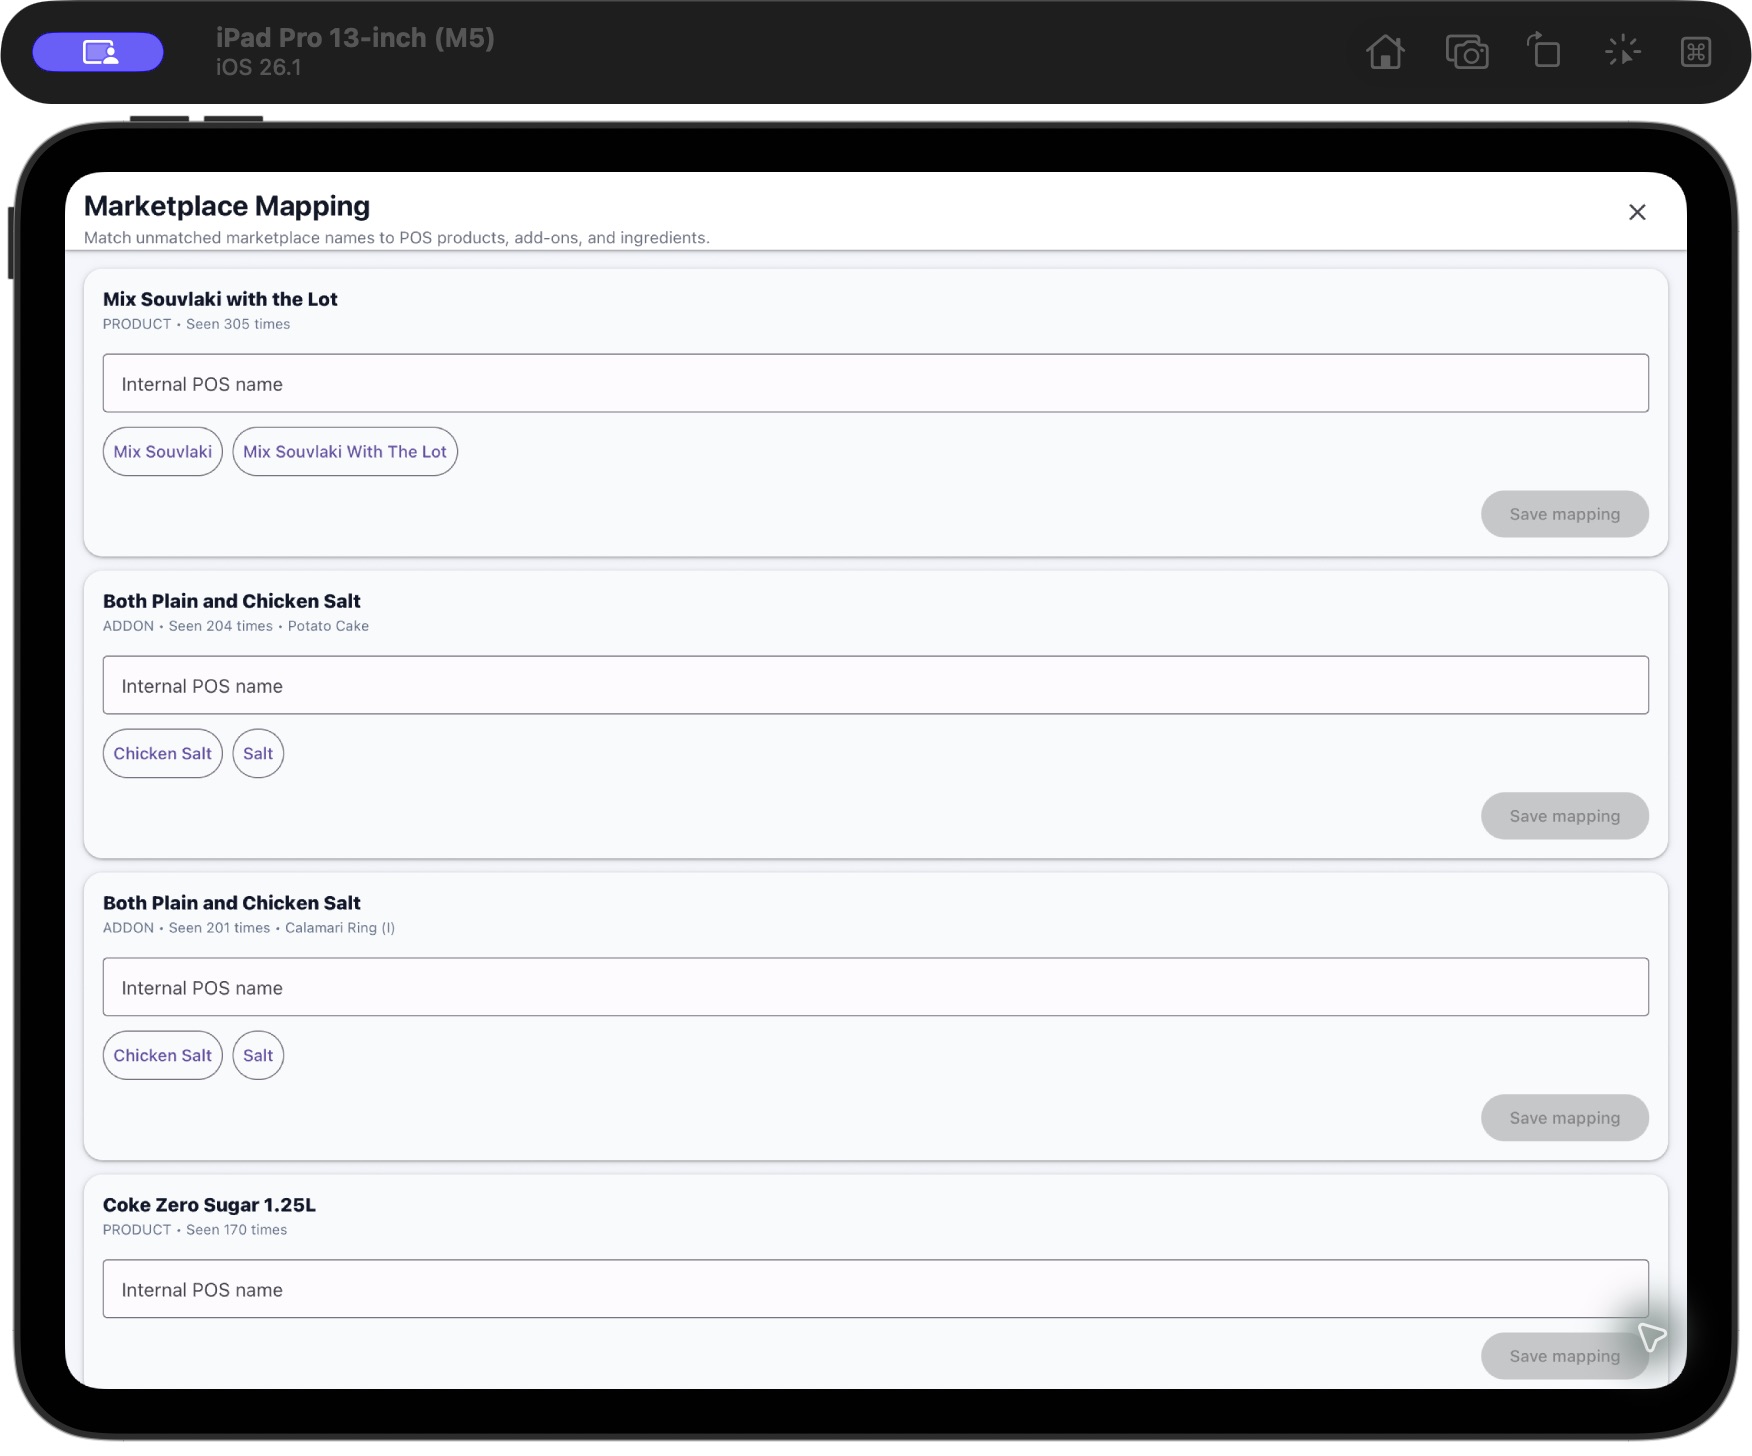 iPad Pro 13-inch (M5)
iOS 26.1
Marketplace Mapping
Match unmatched marketplace names to POS products, add-ons, and ingredients.
Mix Souvlaki with the Lot
PRODUCT • Seen 305 times
Internal POS name
Mix Souvlaki
Mix Souvlaki With The Lot
Save mapping
Both Plain and Chicken Salt
ADDON • Seen 204 times • Potato Cake
Internal POS name
Chicken Salt
Salt
Save mapping
Both Plain and Chicken Salt
ADDON • Seen 201 times • Calamari Ring (I)
Internal POS name
Chicken Salt
Salt
Save mapping
Coke Zero Sugar 1.25L
PRODUCT • Seen 170 times
Internal POS name
Save mapping